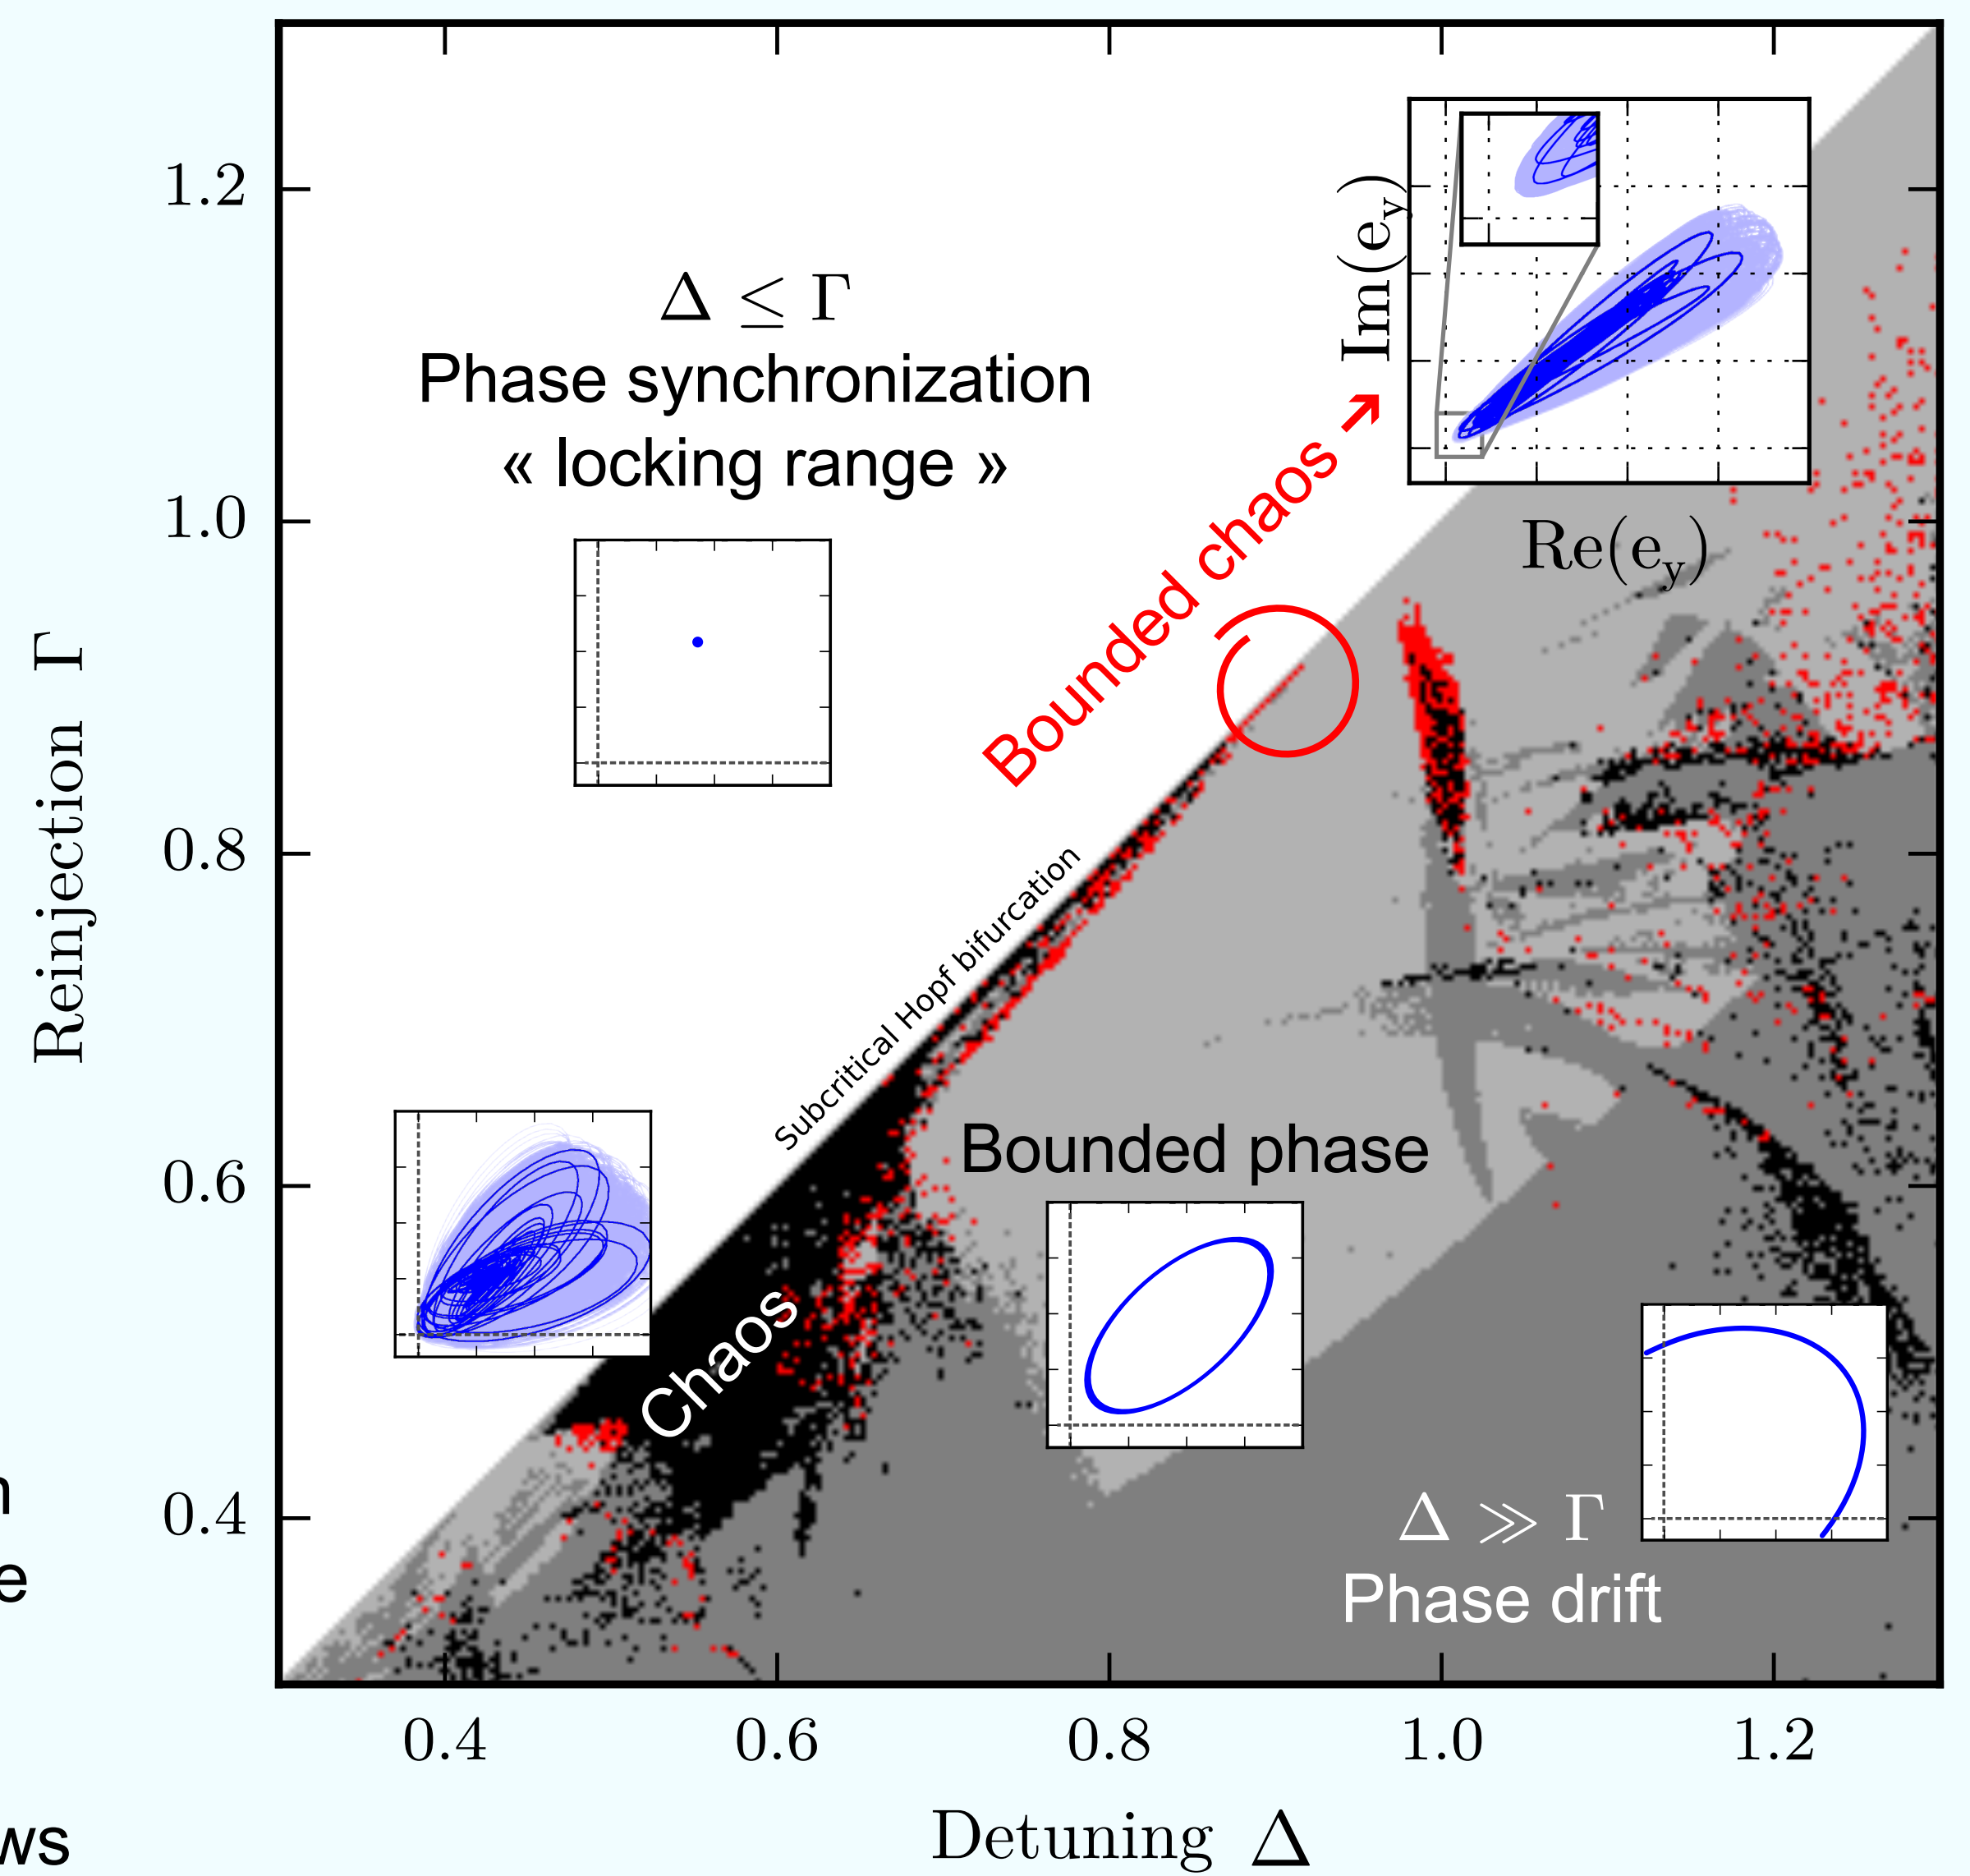 Δ ≤ Γ
Phase synchronization
« locking range »
Im(e_y)
Re(e_y)
Bounded chaos ➔
Subcritical Hopf bifurcation
Chaos
Bounded phase
Δ ≫ Γ
Phase drift
Reinjection Γ
1.2
1.0
0.8
0.6
0.4
0.4 0.6 0.8 1.0 1.2
Detuning Δ
e
ws